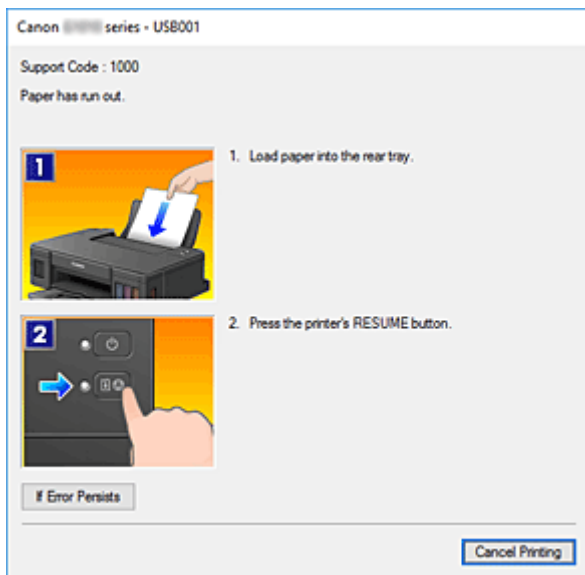 Canon series - USB001
Support Code : 1000
Paper has run out.
1
1. Load paper into the rear tray.
2
2. Press the printer's RESUME button.
If Error Persists
Cancel Printing